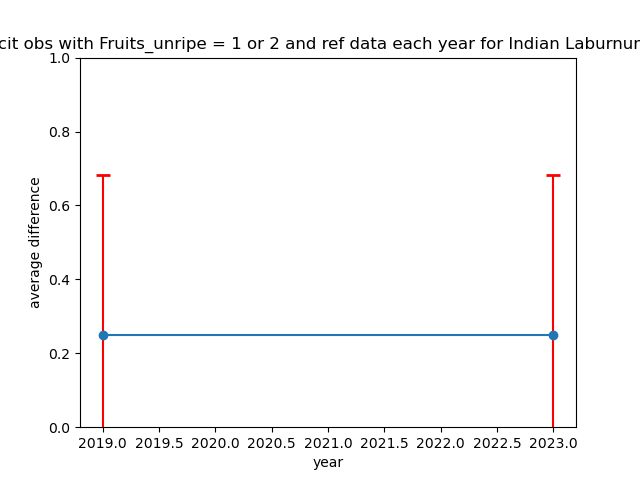 cit obs with Fruits_unripe = 1 or 2 and ref data each year for Indian Laburnu
1.0
0.8
0.6
0.4
0.2
0.0
average difference
2019.0 2019.5 2020.0 2020.5 2021.0 2021.5 2022.0 2022.5 2023.0
year